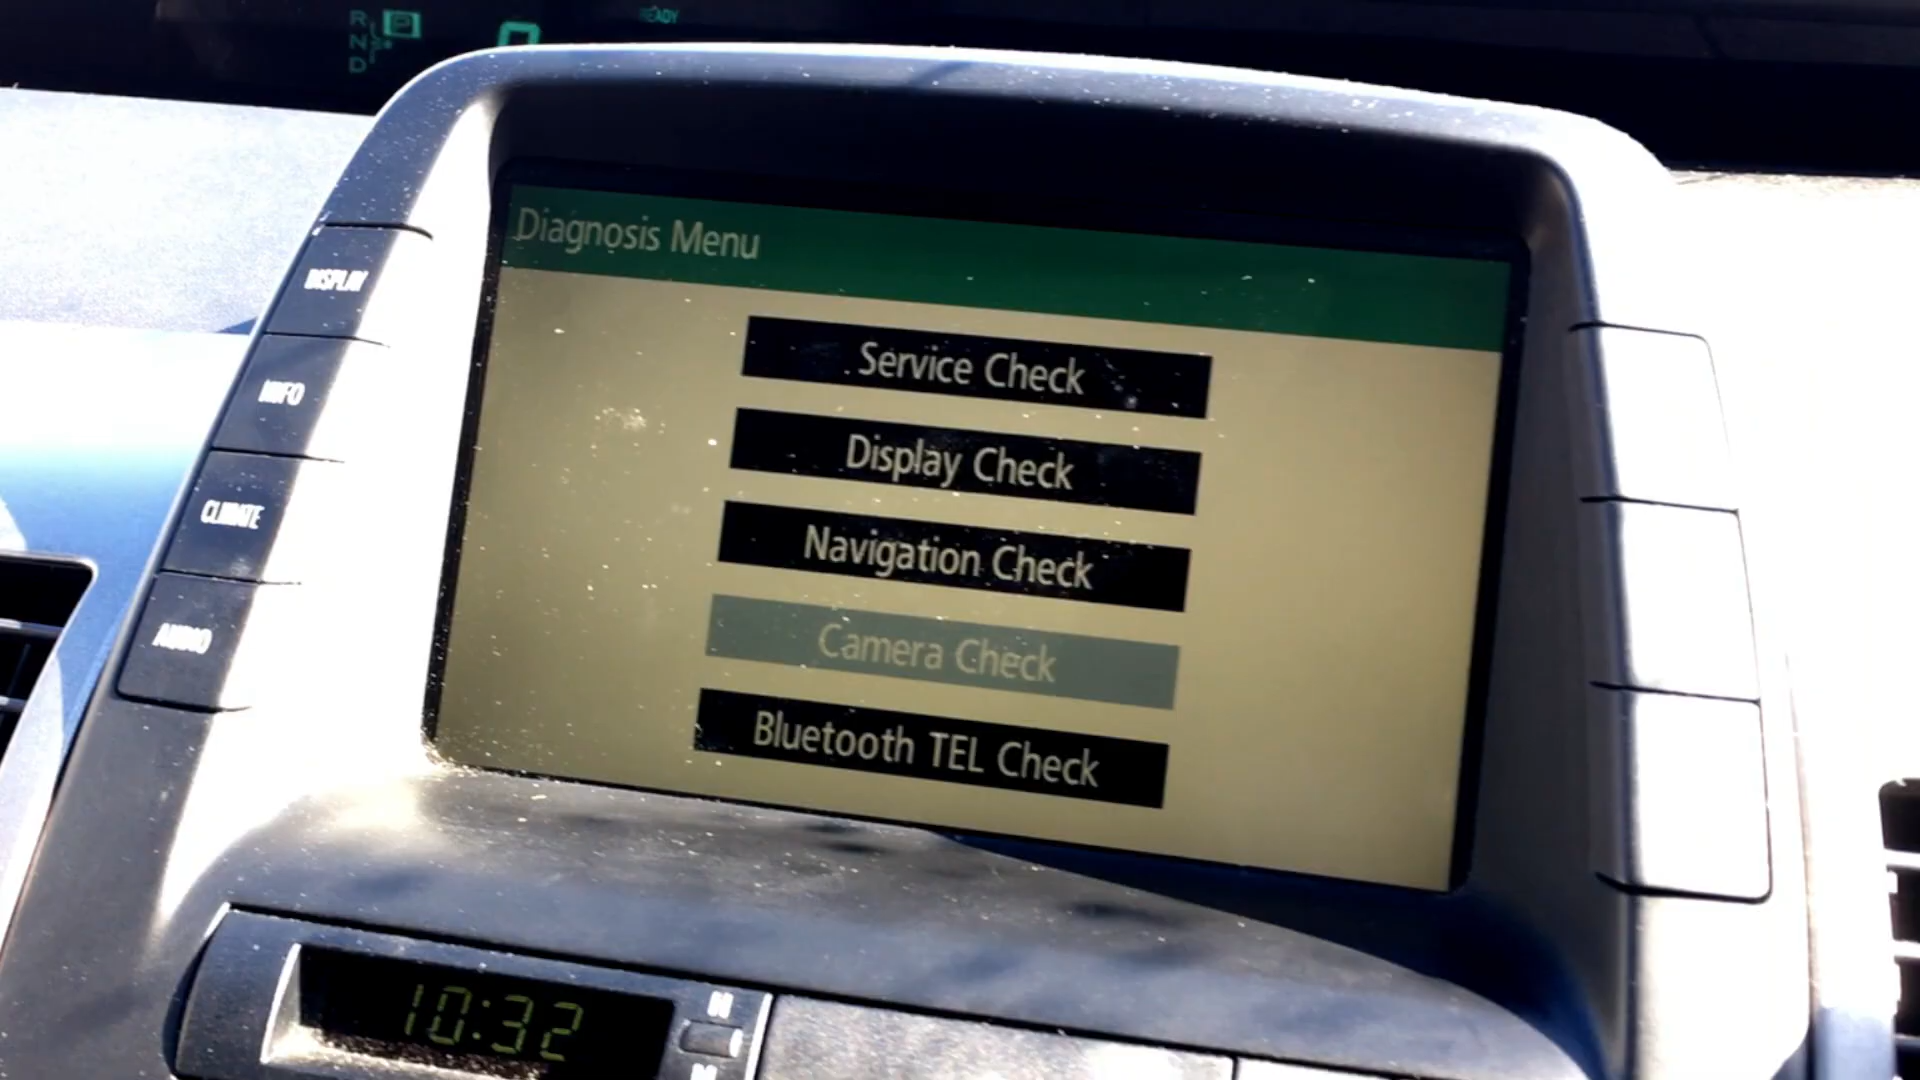 R
N
D
P
0
READY
Diagnosis Menu
DISPLAY
Service Check
INFO
Display Check
CLIMATE
Navigation Check
AUDIO
Camera Check
Bluetooth TEL Check
10:32
H
M